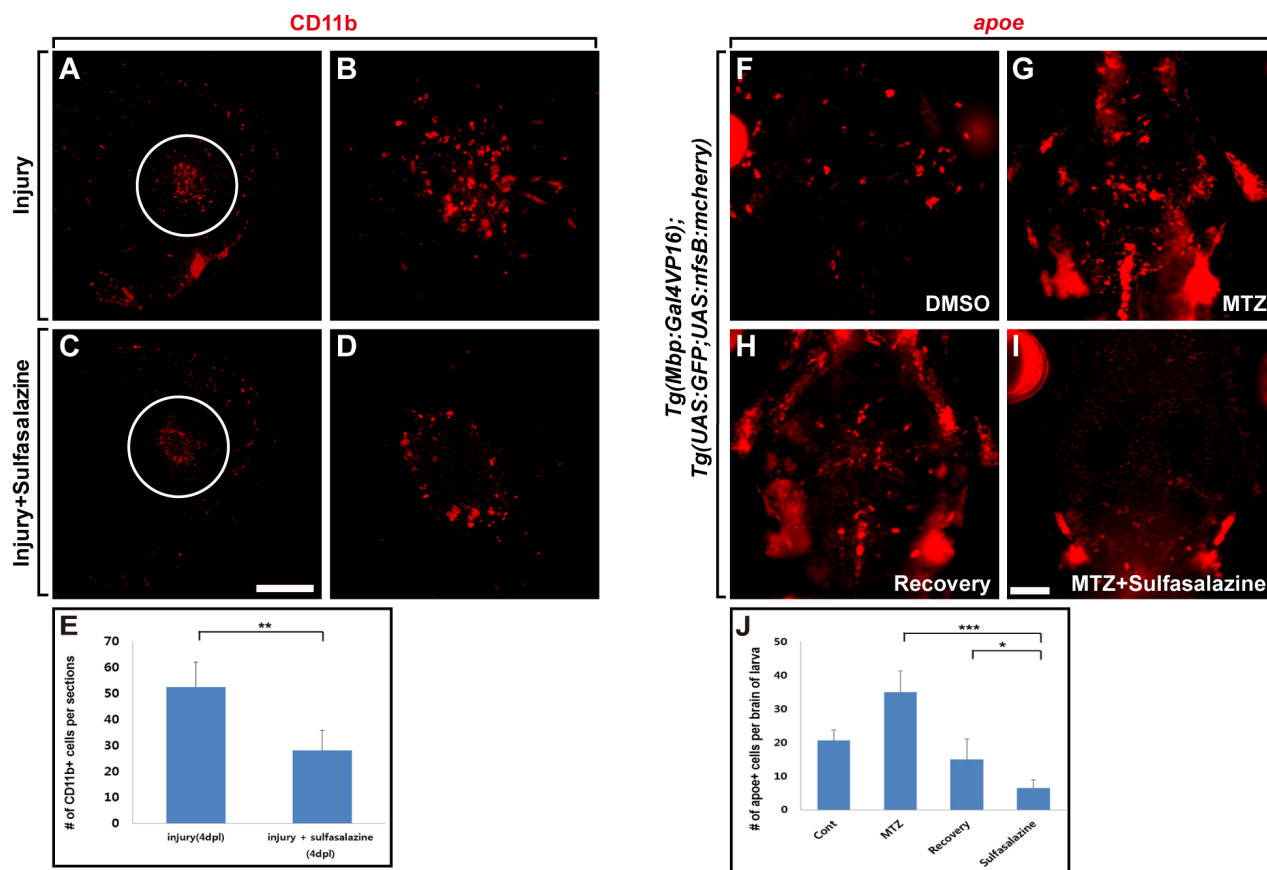 CD11b
A
B
Injury
C
D
Injury+Sulfasalazine
E
**
# of CD11b+ cells per sections
70
60
50
40
30
20
10
0
injury(4dpl)
injury + sulfasalazine
(4dpl)
apoe
Tg(Mbp:Gal4VP16);
Tg(UAS:GFP;UAS:nfsB:mcherry)
F
DMSO
G
MTZ
H
Recovery
I
MTZ+Sulfasalazine
J
***
*
# of apoe+ cells per brain of larva
50
40
30
20
10
0
Cont
MTZ
Recovery
Sulfasalazine